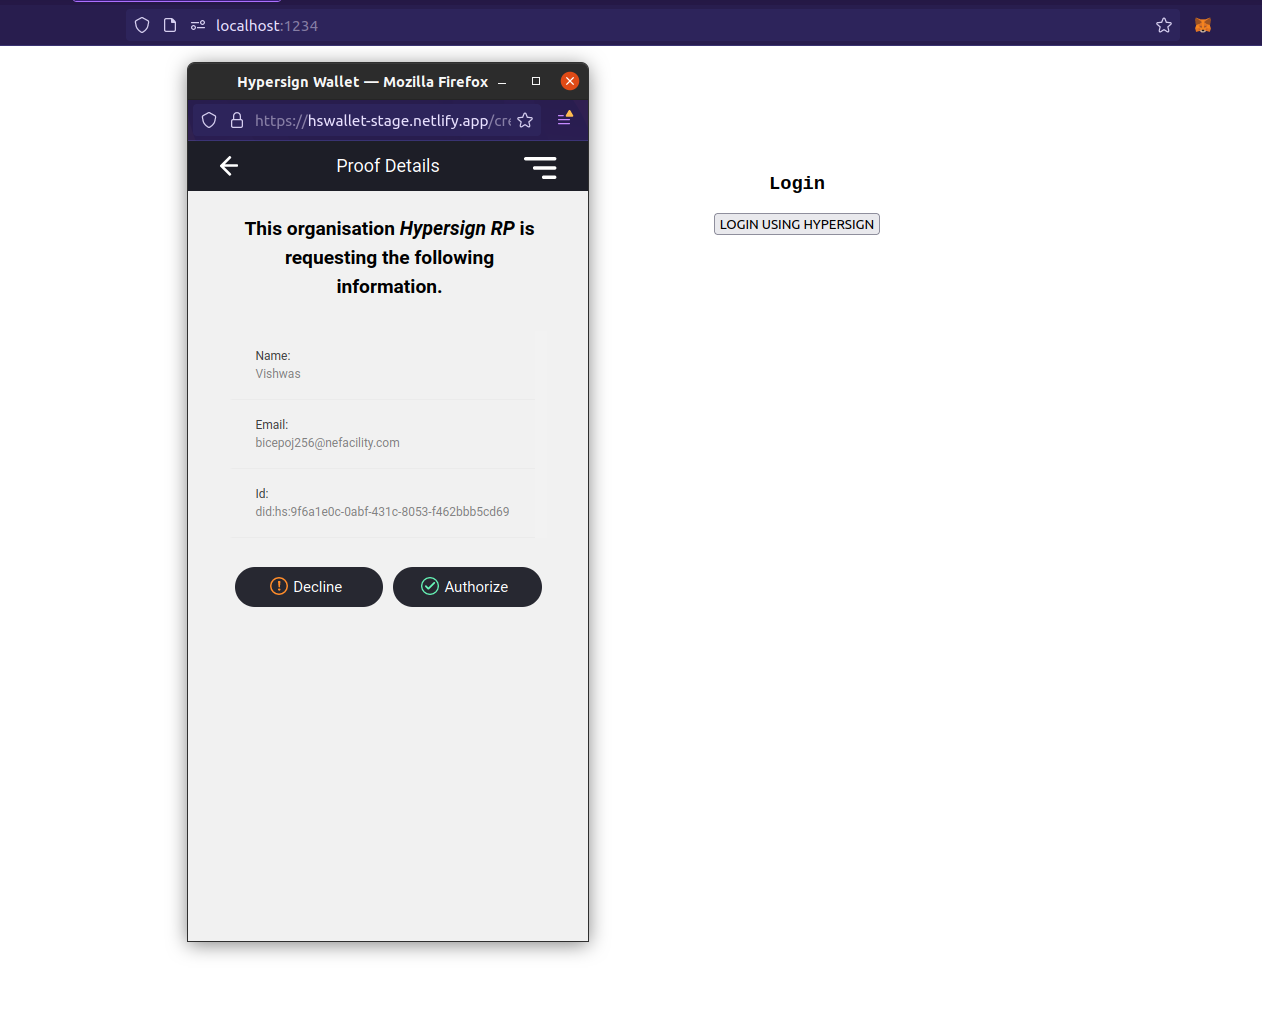 localhost:1234
Hypersign Wallet — Mozilla Firefox
https://hswallet-stage.netlify.app/cre
Proof Details
This organisation Hypersign RP is
requesting the following
information.
Name:
Vishwas
Email:
bicepoj256@nefacility.com
Id:
did:hs:9f6a1e0c-0abf-431c-8053-f462bbb5cd69
Decline
Authorize
Login
LOGIN USING HYPERSIGN